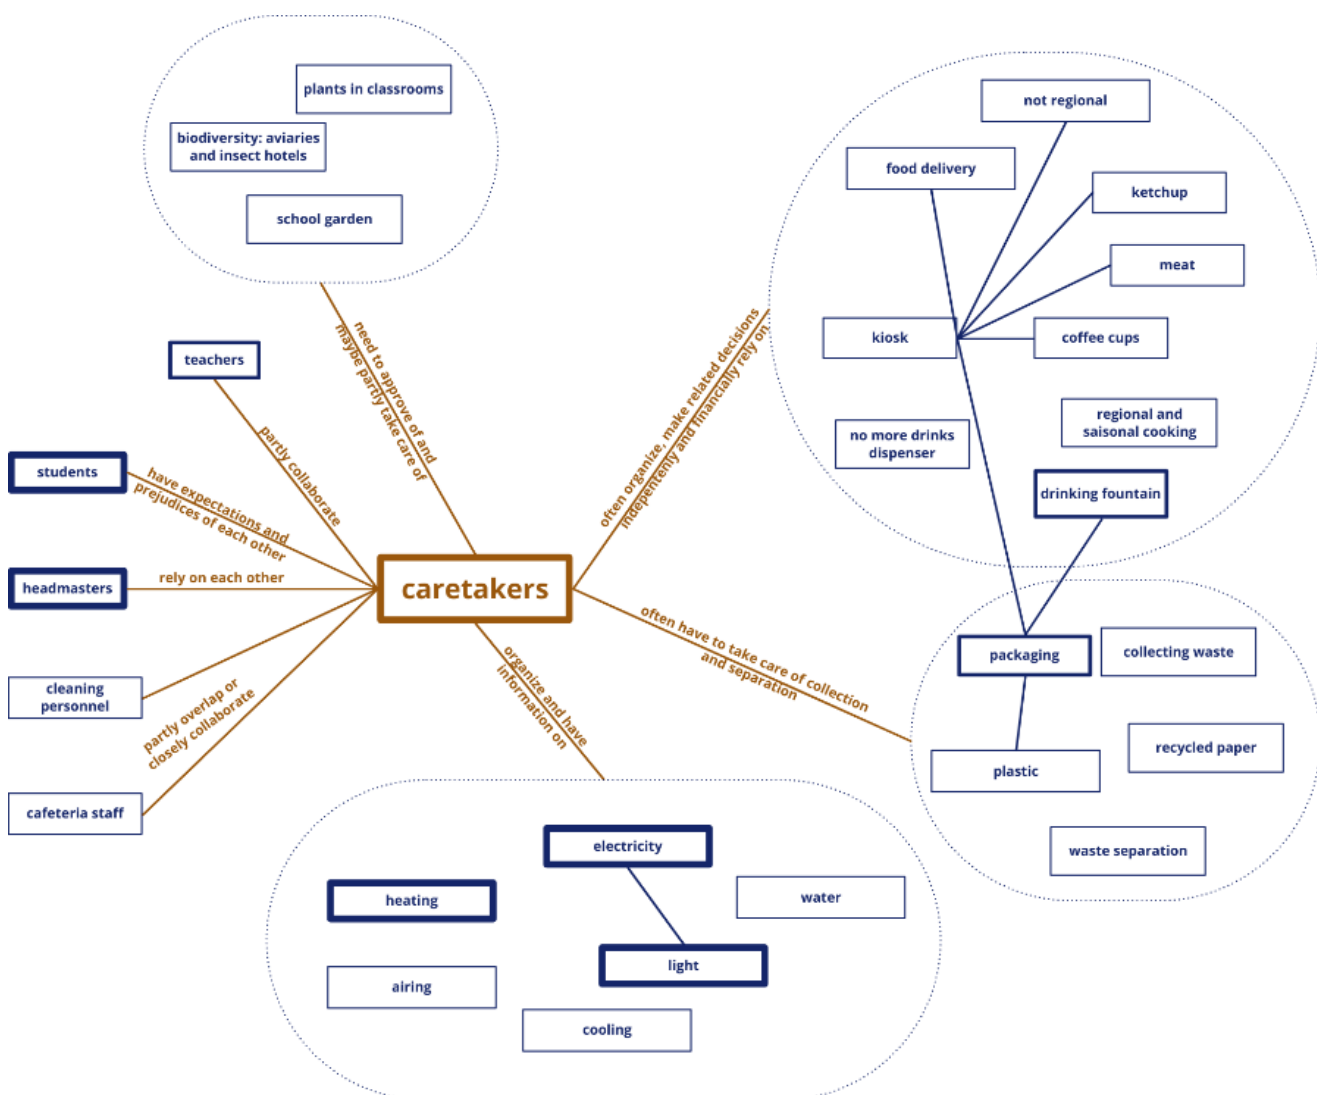 plants in classrooms
biodiversity: aviaries
and insect hotels
school garden
not regional
food delivery
ketchup
meat
kiosk
coffee cups
regional and
saisonal cooking
no more drinks
dispenser
drinking fountain
need to approve of and
maybe partly take care of
often organize, make related decisions
indepentenly and financially rely on
teachers
partly collaborate
students
have expectations and
prejudices of each other
headmasters
rely on each other
caretakers
cleaning
personnel
partly overlap or
closely collaborate
cafeteria staff
organize and have
information on
often have to take care of collection
and separation
packaging
collecting waste
recycled paper
plastic
waste separation
electricity
heating
water
light
airing
cooling